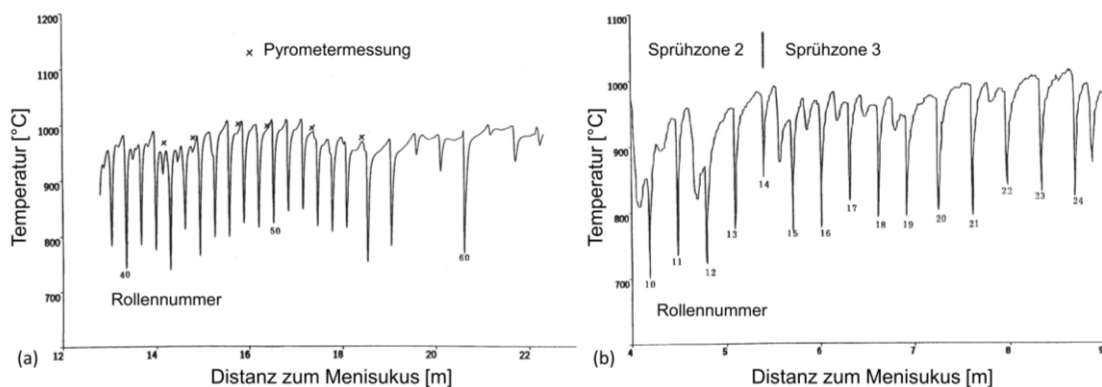 1200
1100
1000
900
800
700
12 14 16 18 20 22
Temperatur [°C]
× Pyrometermessung
40
50
60
Rollennummer
(a)
Distanz zum Menisukus [m]
1100
1000
900
800
700
4 5 6 7 8 9
Temperatur [°C]
Sprühzone 2 Sprühzone 3
10
11
12
13
14
15
16
17
18
19
20
21
22
23
24
Rollennummer
(b)
Distanz zum Menisukus [m]